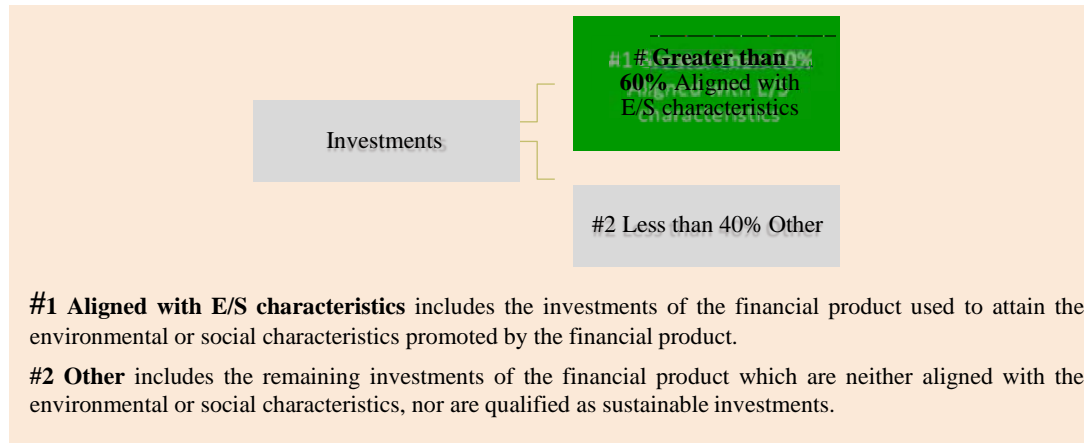 # Greater than
60% Aligned with
E/S characteristics
Investments
#2 Less than 40% Other
#1 Aligned with E/S characteristics includes the investments of the financial product used to attain the
environmental or social characteristics promoted by the financial product.
#2 Other includes the remaining investments of the financial product which are neither aligned with the
environmental or social characteristics, nor are qualified as sustainable investments.